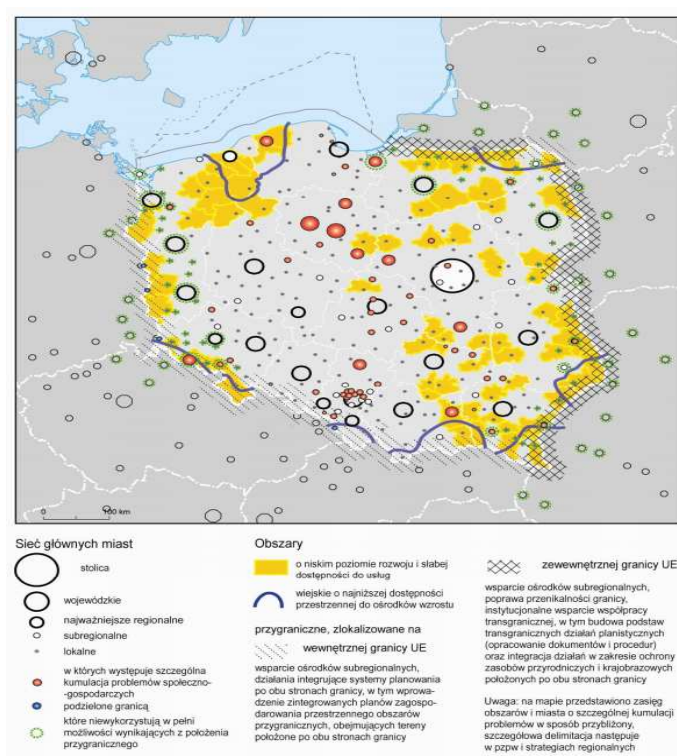 0 100 km
Sieć głównych miast
stolica
wojewódzkie
najważniejsze regionalne
subregionalne
lokalne
w których występuje szczególna
kumulacja problemów społeczno-
-gospodarczych
podzielone granicą
które niewykorzystują w pełni
możliwości wynikających z położenia
przygranicznego
Obszary
o niskim poziomie rozwoju i słabej
dostępności do usług
wiejskie o najniższej dostępności
przestrzennej do ośrodków wzrostu
przygraniczne, zlokalizowane na
wewnętrznej granicy UE
wsparcie ośrodków subregionalnych,
działania integrujące systemy planowania
po obu stronach granicy, w tym wprowa-
dzenie zintegrowanych planów zagospo-
darowania przestrzennego obszarów
przygranicznych, obejmujących tereny
położone po obu stronach granicy
zewewnętrznej granicy UE
wsparcie ośrodków subregionalnych,
poprawa przenikalności granicy,
instytucjonalne wsparcie współpracy
transgranicznej, w tym budowa podstaw
transgranicznych działań planistycznych
(opracowanie dokumentów i procedur)
oraz integracja działań w zakresie ochrony
zasobów przyrodniczych i krajobrazowych
położonych po obu stronach granicy
Uwaga: na mapie przedstawiono zasięg
obszarów i miasta o szczególnej kumulacji
problemów w sposób przybliżony,
szczegółowa delimitacja następuje
w pzpw i strategiach regionalnych